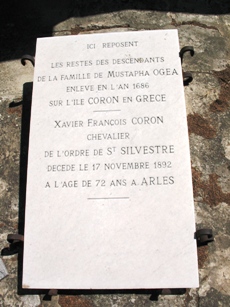 ICI REPOSENT
LES RESTES DES DESCENDANTS
DE LA FAMILLE DE MUSTAPHA OGEA
ENLEVE EN L'AN 1686
SUR L'ILE CORON EN GRECE
XAVIER-FRANÇOIS CORON
CHEVALIER
DE L'ORDRE DE ST SILVESTRE
DECEDE LE 17 NOVEMBRE 1892
A L'AGE DE 72 ANS A ARLES